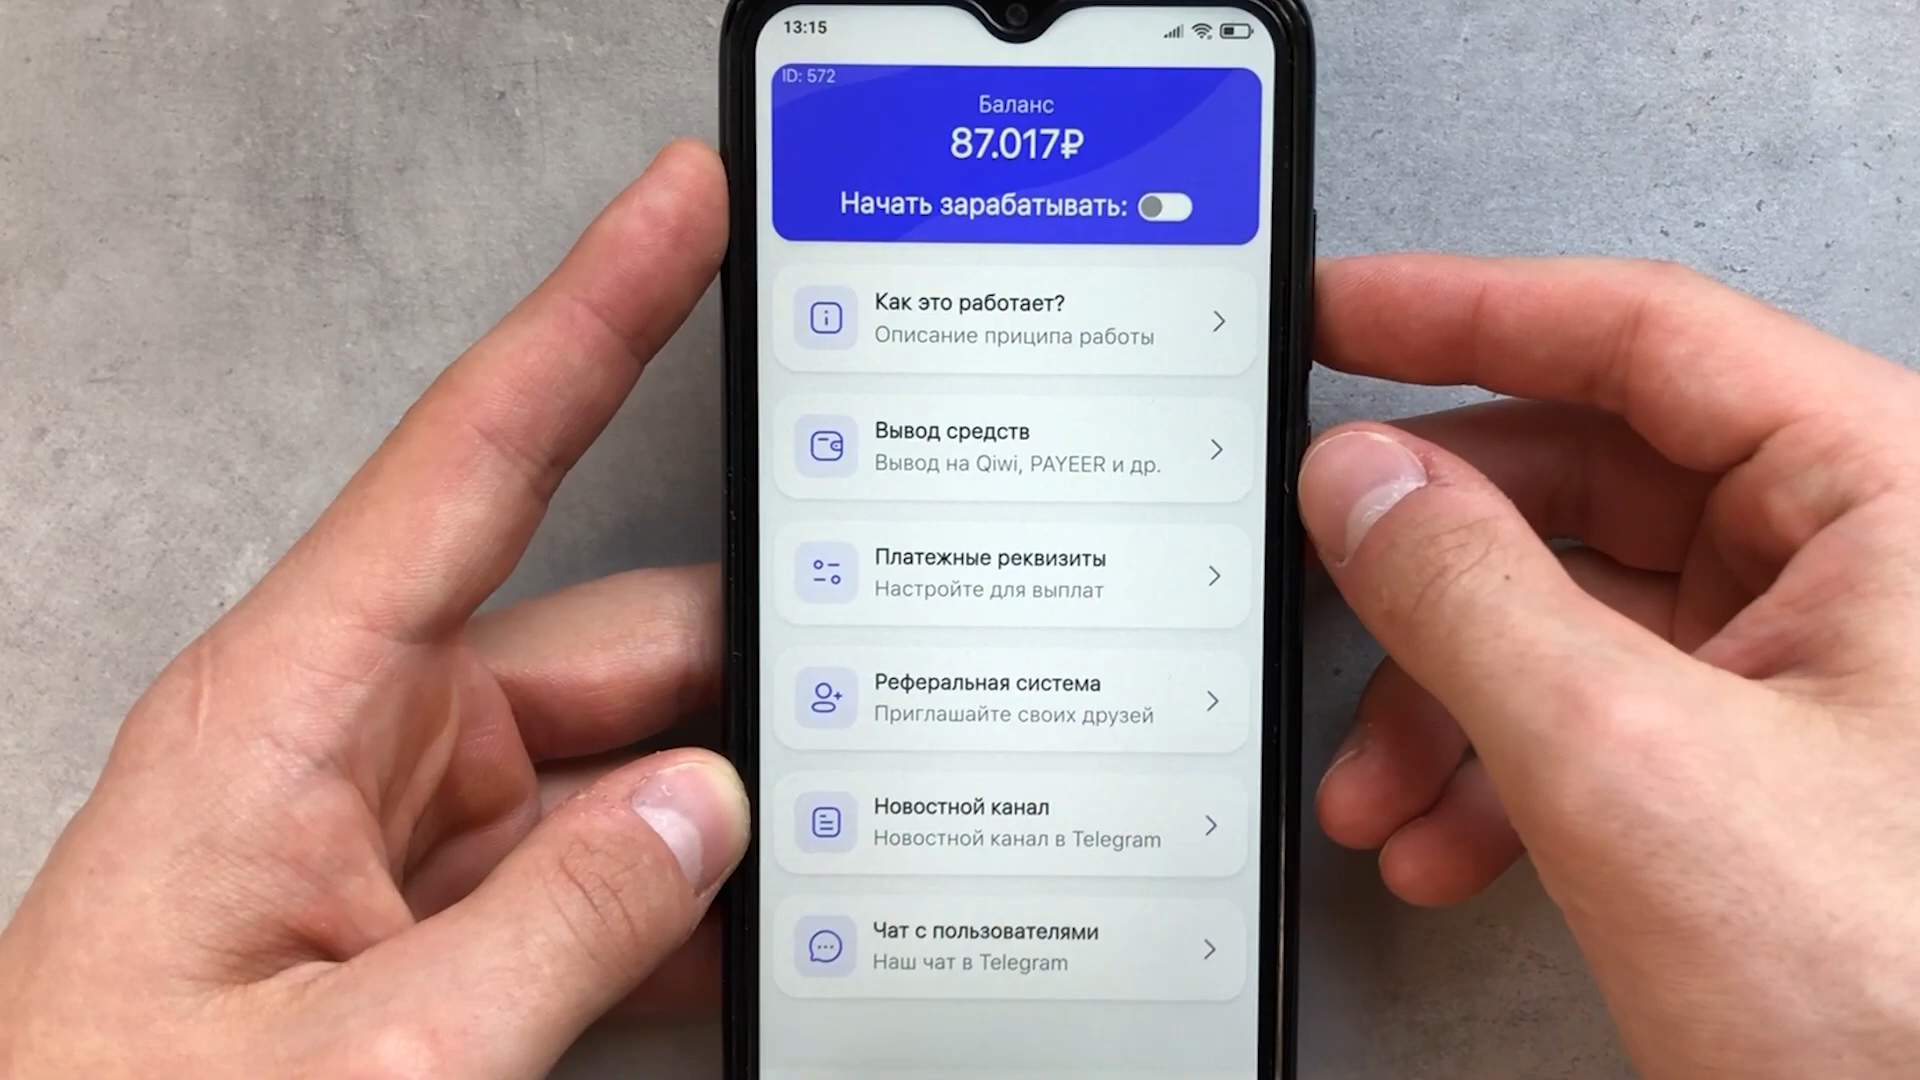 13:15
ID: 572
Баланс
87.017₽
Начать зарабатывать:
Как это работает?
Описание приципа работы
Вывод средств
Вывод на Qiwi, PAYEER и др.
Платежные реквизиты
Настройте для выплат
Реферальная система
Приглашайте своих друзей
Новостной канал
Новостной канал в Telegram
Чат с пользователями
Наш чат в Telegram